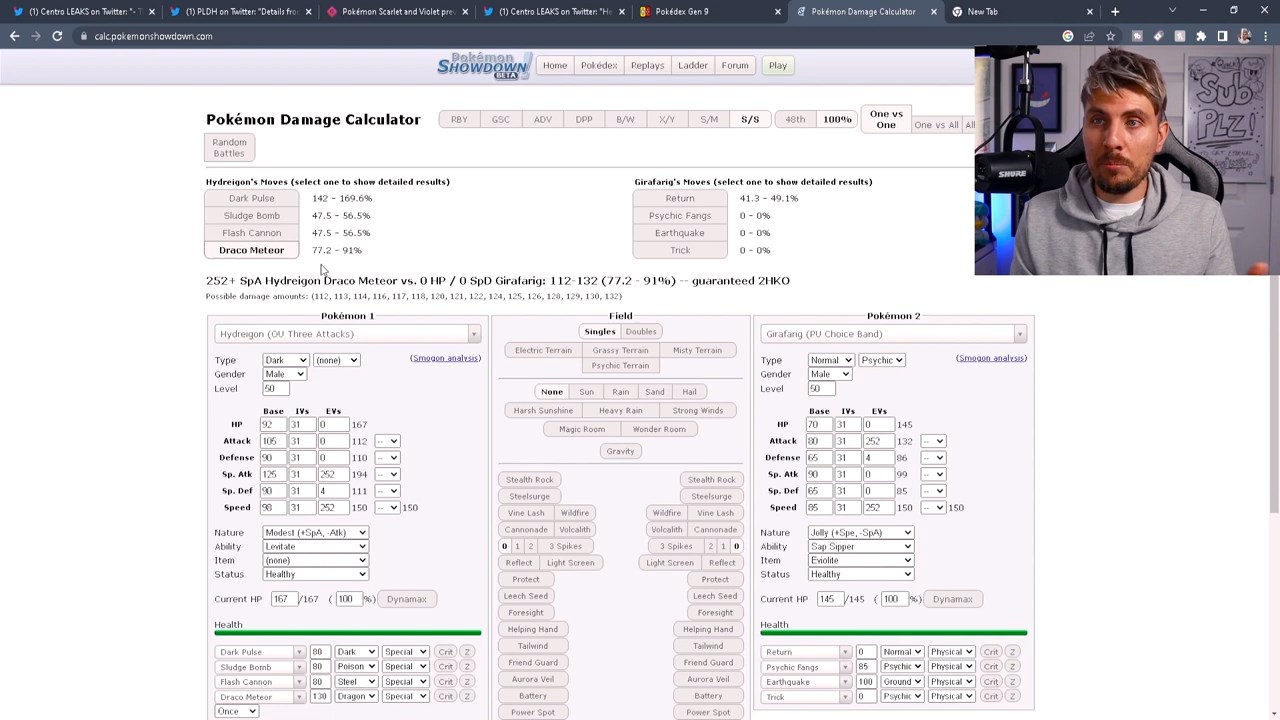 Centro LEAKS on Twitter: "- T
PLDH on Twitter: "Details from
Pokémon Scarlet and Violet prev
Centro LEAKS on Twitter: "He
Pokédex Gen 9
Pokémon Damage Calculator
New Tab
calc.pokemonshowdown.com
Pokémon SHOWDOWN! BETA
Home Pokédex Replays Ladder Forum Play
Pokémon Damage Calculator
RBY GSC ADV DPP B/W X/Y S/M S/S 48th 100% One vs One One vs All All
Random Battles
Hydreigon's Moves (select one to show detailed results)
Dark Pulse 142 - 169.6%
Sludge Bomb 47.5 - 56.5%
Flash Cannon 47.5 - 56.5%
Draco Meteor 77.2 - 91%
Girafarig's Moves (select one to show detailed results)
Return 41.3 - 49.1%
Psychic Fangs 0 - 0%
Earthquake 0 - 0%
Trick 0 - 0%
252+ SpA Hydreigon Draco Meteor vs. 0 HP / 0 SpD Girafarig: 112-132 (77.2 - 91%) -- guaranteed 2HKO
Possible damage amounts: (112, 113, 114, 116, 117, 118, 120, 121, 122, 124, 125, 126, 128, 129, 130, 132)
Pokémon 1
Hydreigon (OU Three Attacks)
Type Dark (none) (Smogon analysis)
Gender Male
Level 50
Base IVs EVs
HP 92 31 0 167
Attack 105 31 0 112 --
Defense 90 31 0 110 --
Sp. Atk 125 31 252 194 --
Sp. Def 90 31 4 111 --
Speed 98 31 252 150 -- 150
Nature Modest (+SpA, -Atk)
Ability Levitate
Item (none)
Status Healthy
Current HP 167 /167 ( 100 %) Dynamax
Health
Dark Pulse 80 Dark Special Crit Z
Sludge Bomb 80 Poison Special Crit Z
Flash Cannon 80 Steel Special Crit Z
Draco Meteor 130 Dragon Special Crit Z
Once
Field
Singles Doubles
Electric Terrain Grassy Terrain Misty Terrain
Psychic Terrain
None Sun Rain Sand Hail
Harsh Sunshine Heavy Rain Strong Winds
Magic Room Wonder Room
Gravity
Stealth Rock Stealth Rock
Steelsurge Steelsurge
Vine Lash Wildfire Wildfire Vine Lash
Cannonade Volcalith Volcalith Cannonade
0 1 2 3 Spikes 3 Spikes 2 1 0
Reflect Light Screen Light Screen Reflect
Protect Protect
Leech Seed Leech Seed
Foresight Foresight
Helping Hand Helping Hand
Tailwind Tailwind
Friend Guard Friend Guard
Aurora Veil Aurora Veil
Battery Battery
Power Spot Power Spot
Pokémon 2
Girafarig (PU Choice Band)
Type Normal Psychic (Smogon analysis)
Gender Male
Level 50
Base IVs EVs
HP 70 31 0 145
Attack 80 31 252 132 --
Defense 65 31 4 86 --
Sp. Atk 90 31 0 99 --
Sp. Def 65 31 0 85 --
Speed 85 31 252 150 -- 150
Nature Jolly (+Spe, -SpA)
Ability Sap Sipper
Item Eviolite
Status Healthy
Current HP 145 /145 ( 100 %) Dynamax
Health
Return 0 Normal Physical Crit Z
Psychic Fangs 85 Psychic Physical Crit Z
Earthquake 100 Ground Physical Crit Z
Trick 0 Psychic Physical Crit Z
SHURE
Sub
PLZ!